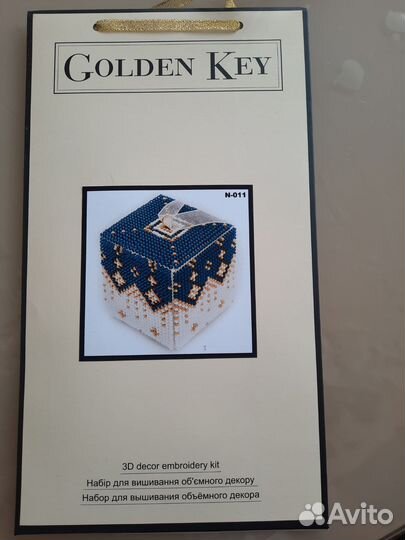 GOLDEN KEY
N-011
3D decor embroidery kit
Набір для вишивання об'ємного декору
Набор для вышивания объёмного декора
Avito